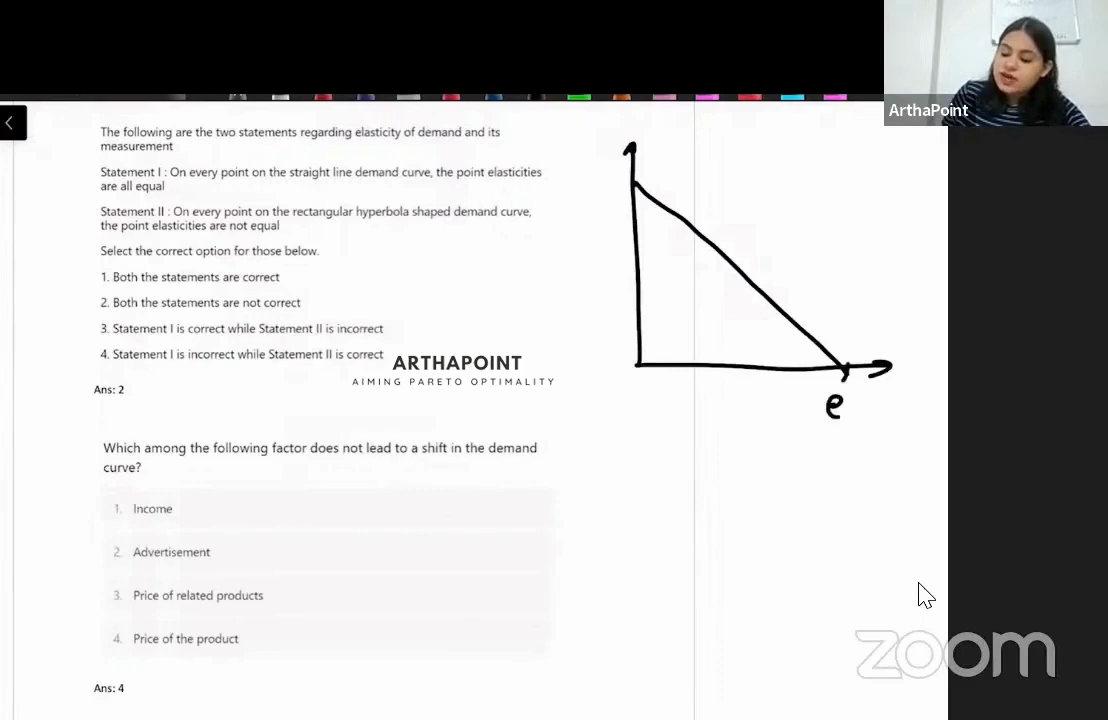 ArthaPoint
The following are the two statements regarding elasticity of demand and its
measurement
Statement I : On every point on the straight line demand curve, the point elasticities
are all equal
Statement II : On every point on the rectangular hyperbola shaped demand curve,
the point elasticities are not equal
Select the correct option for those below.
1. Both the statements are correct
2. Both the statements are not correct
3. Statement I is correct while Statement II is incorrect
4. Statement I is incorrect while Statement II is correct
ARTHAPOINT
AIMING PARETO OPTIMALITY
Ans: 2
e
Which among the following factor does not lead to a shift in the demand
curve?
1. Income
2. Advertisement
3. Price of related products
4. Price of the product
Ans: 4
zoom